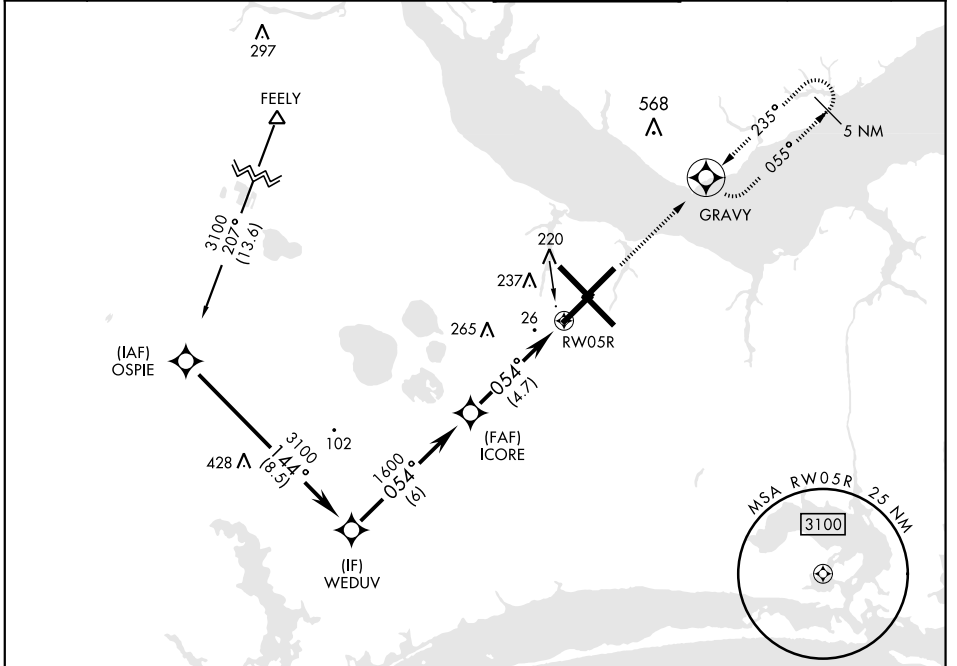 297
FEELY
568
235°
5 NM
055°
GRAVY
3100
207°
(13.6)
220
237
26
265
RW05R
(IAF)
OSPIE
054°
(4.7)
(FAF)
ICORE
102
3100
144°
(8.5)
428
1600
054°
(6)
(IF)
WEDUV
MSA RW05R 25 NM
3100